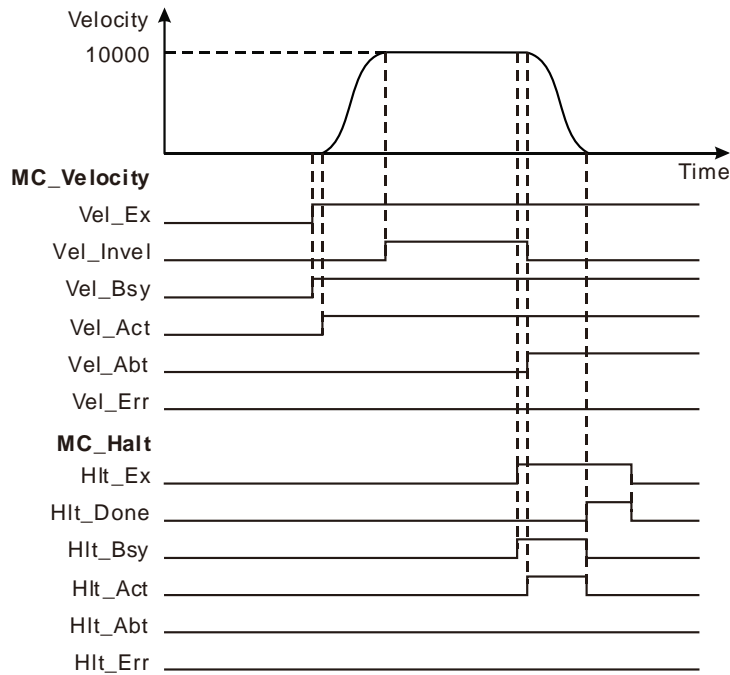 Velocity
10000
Time
MC_Velocity
Vel_Ex
Vel_Invel
Vel_Bsy
Vel_Act
Vel_Abt
Vel_Err
MC_Halt
Hlt_Ex
Hlt_Done
Hlt_Bsy
Hlt_Act
Hlt_Abt
Hlt_Err